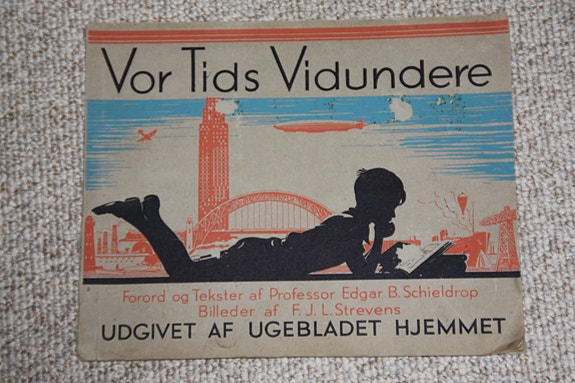 Vor Tids Vidundere
Forord og Tekster af Professor Edgar B. Schieldrop
Billeder af F. J. L. Strevens
UDGIVET AF UGEBLADET HJEMMET